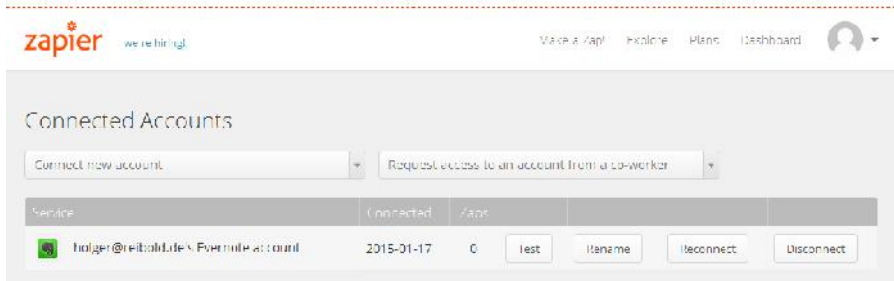 zapier we're hiring! Make a Zap! Explore Plans Dashboard
Connected Accounts
Connect new account Request access to an account from a co-worker
Service Connected Zaps
holger@reibold.de's Evernote account 2015-01-17 0 Test Rename Reconnect Disconnect